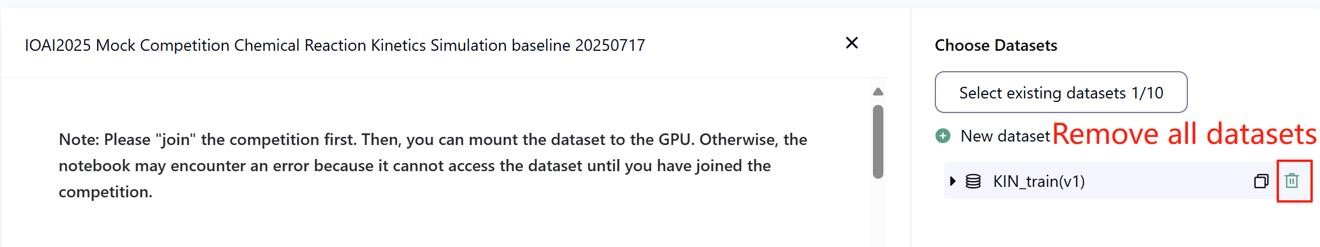 IOAI2025 Mock Competition Chemical Reaction Kinetics Simulation baseline 20250717
Note: Please "join" the competition first. Then, you can mount the dataset to the GPU. Otherwise, the
notebook may encounter an error because it cannot access the dataset until you have joined the
competition.
Choose Datasets
Select existing datasets 1/10
New dataset
Remove all datasets
KIN_train(v1)